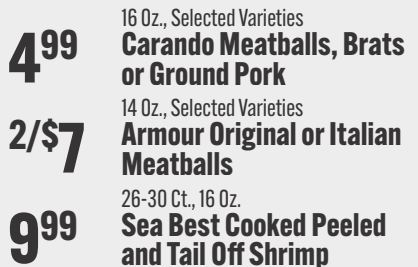 16 Oz., Selected Varieties
4.99 Carando Meatballs, Brats
or Ground Pork
14 Oz., Selected Varieties
2/$7 Armour Original or Italian
Meatballs
26-30 Ct., 16 Oz.
9.99 Sea Best Cooked Peeled
and Tail Off Shrimp